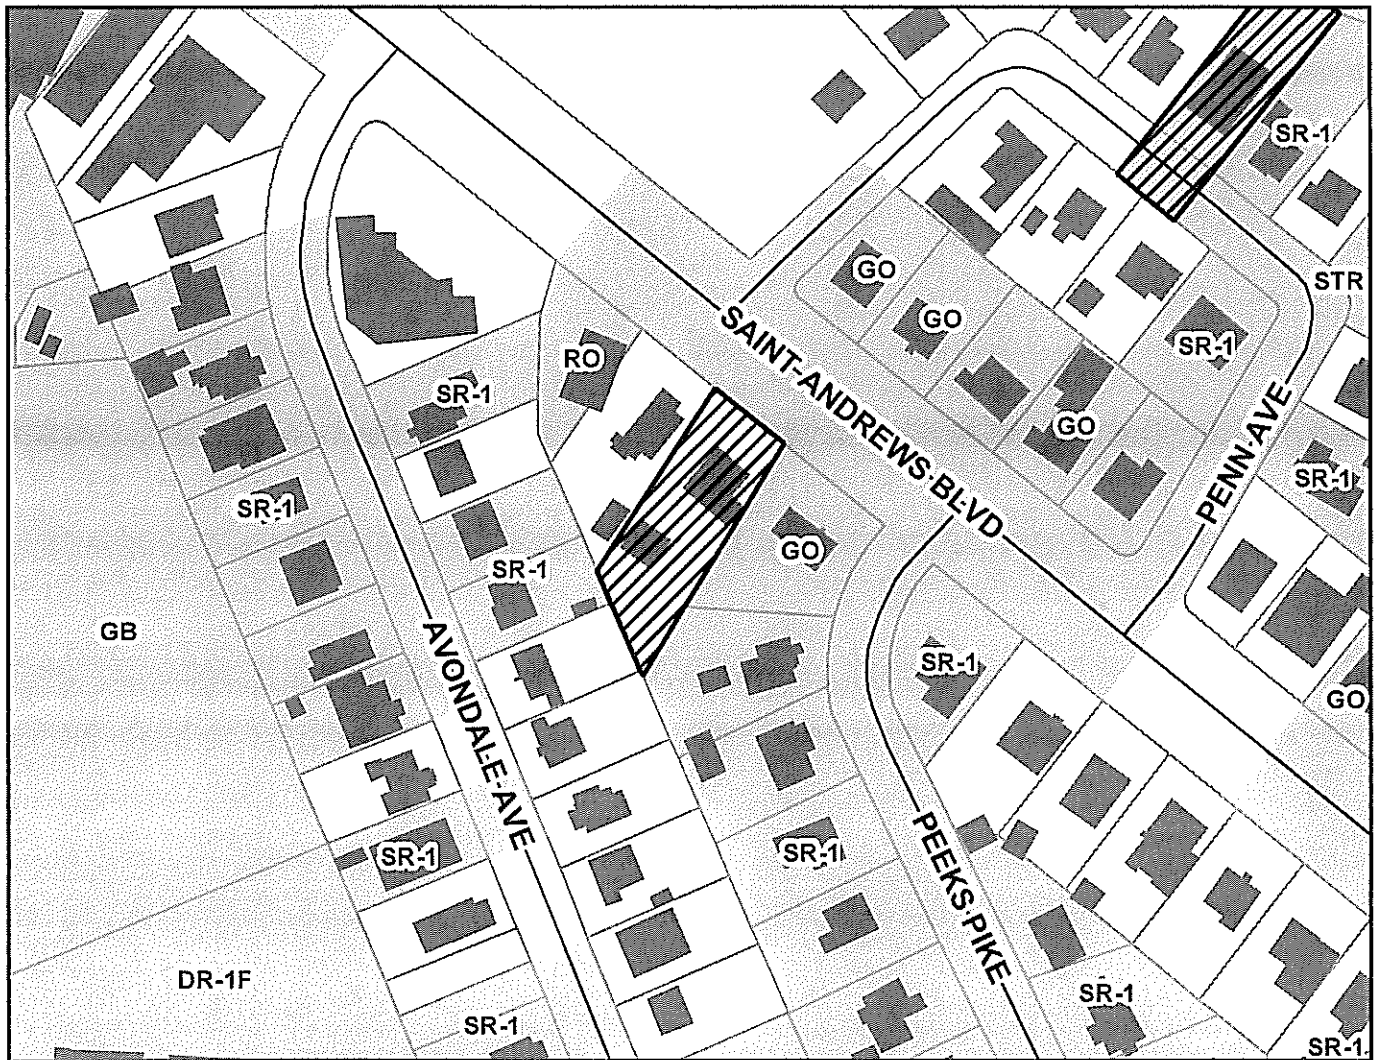 SR-1
STR
GO
GO
SAINT-ANDREWS-BLVD
SR-1
RO
SR-1
GO
PENN-AVE
SR-1
SR-1
GO
SR-1
GB
AVONDALE-AVE
SR-1
GO
SR-1
SR-1
PEEKS-PIKE
DR-1F
SR-1
SR-1
SR-1